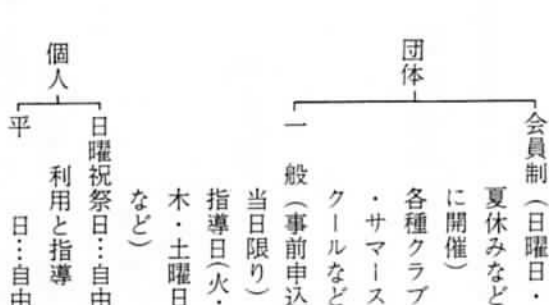 団体
会員制（日曜日・
夏休みなど
に開催）
各種クラブ
・サマース
クールなど
一般（事前申込
当日限り）
指導日（火・
木・土曜日
など）
個人
日曜祝祭日…自由
利用と指導
平日…自由